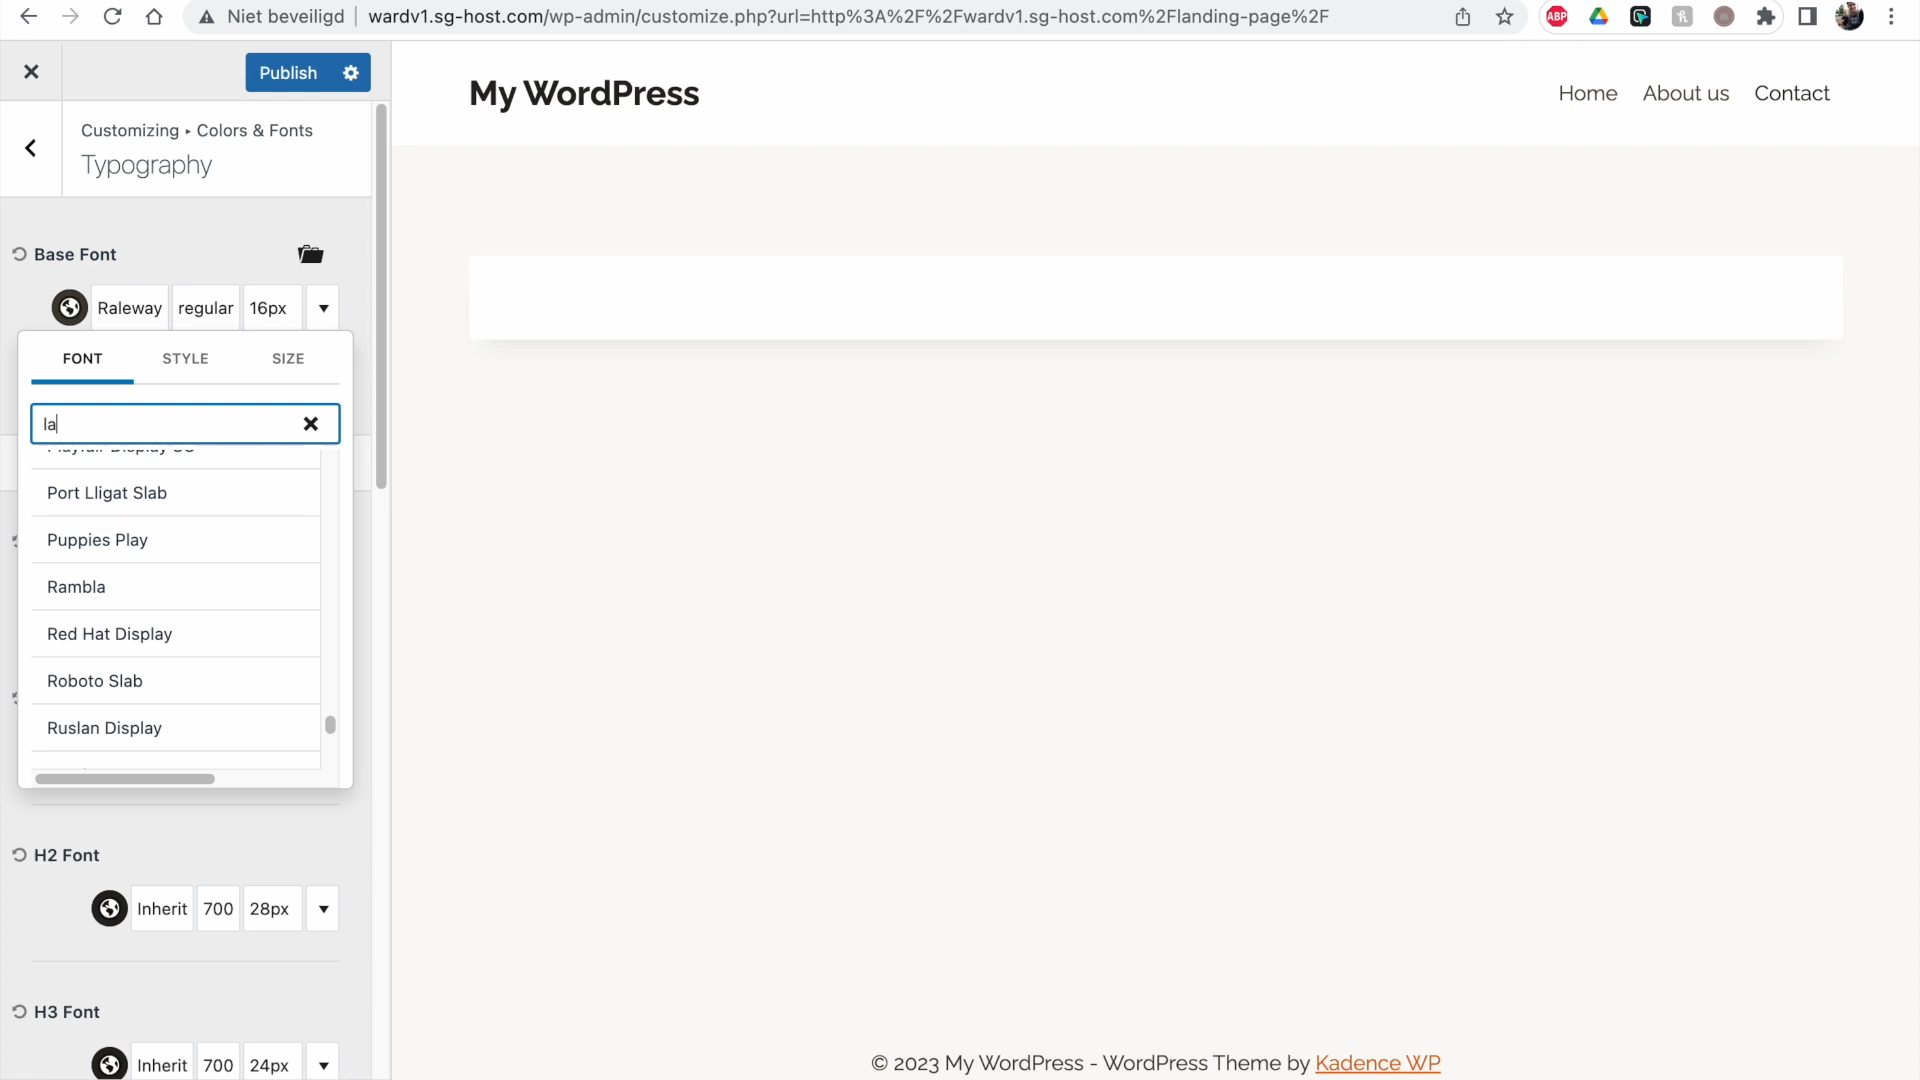 Niet beveiligd
wardv1.sg-host.com/wp-admin/customize.php?url=http%3A%2F%2Fwardv1.sg-host.com%2Flanding-page%2F
ABP
Publish
My WordPress
Home About us Contact
Customizing ▸ Colors & Fonts
Typography
Base Font
Raleway regular 16px
FONT STYLE SIZE
la
Port Lligat Slab
Puppies Play
Rambla
Red Hat Display
Roboto Slab
Ruslan Display
H2 Font
Inherit 700 28px
H3 Font
Inherit 700 24px
© 2023 My WordPress - WordPress Theme by Kadence WP